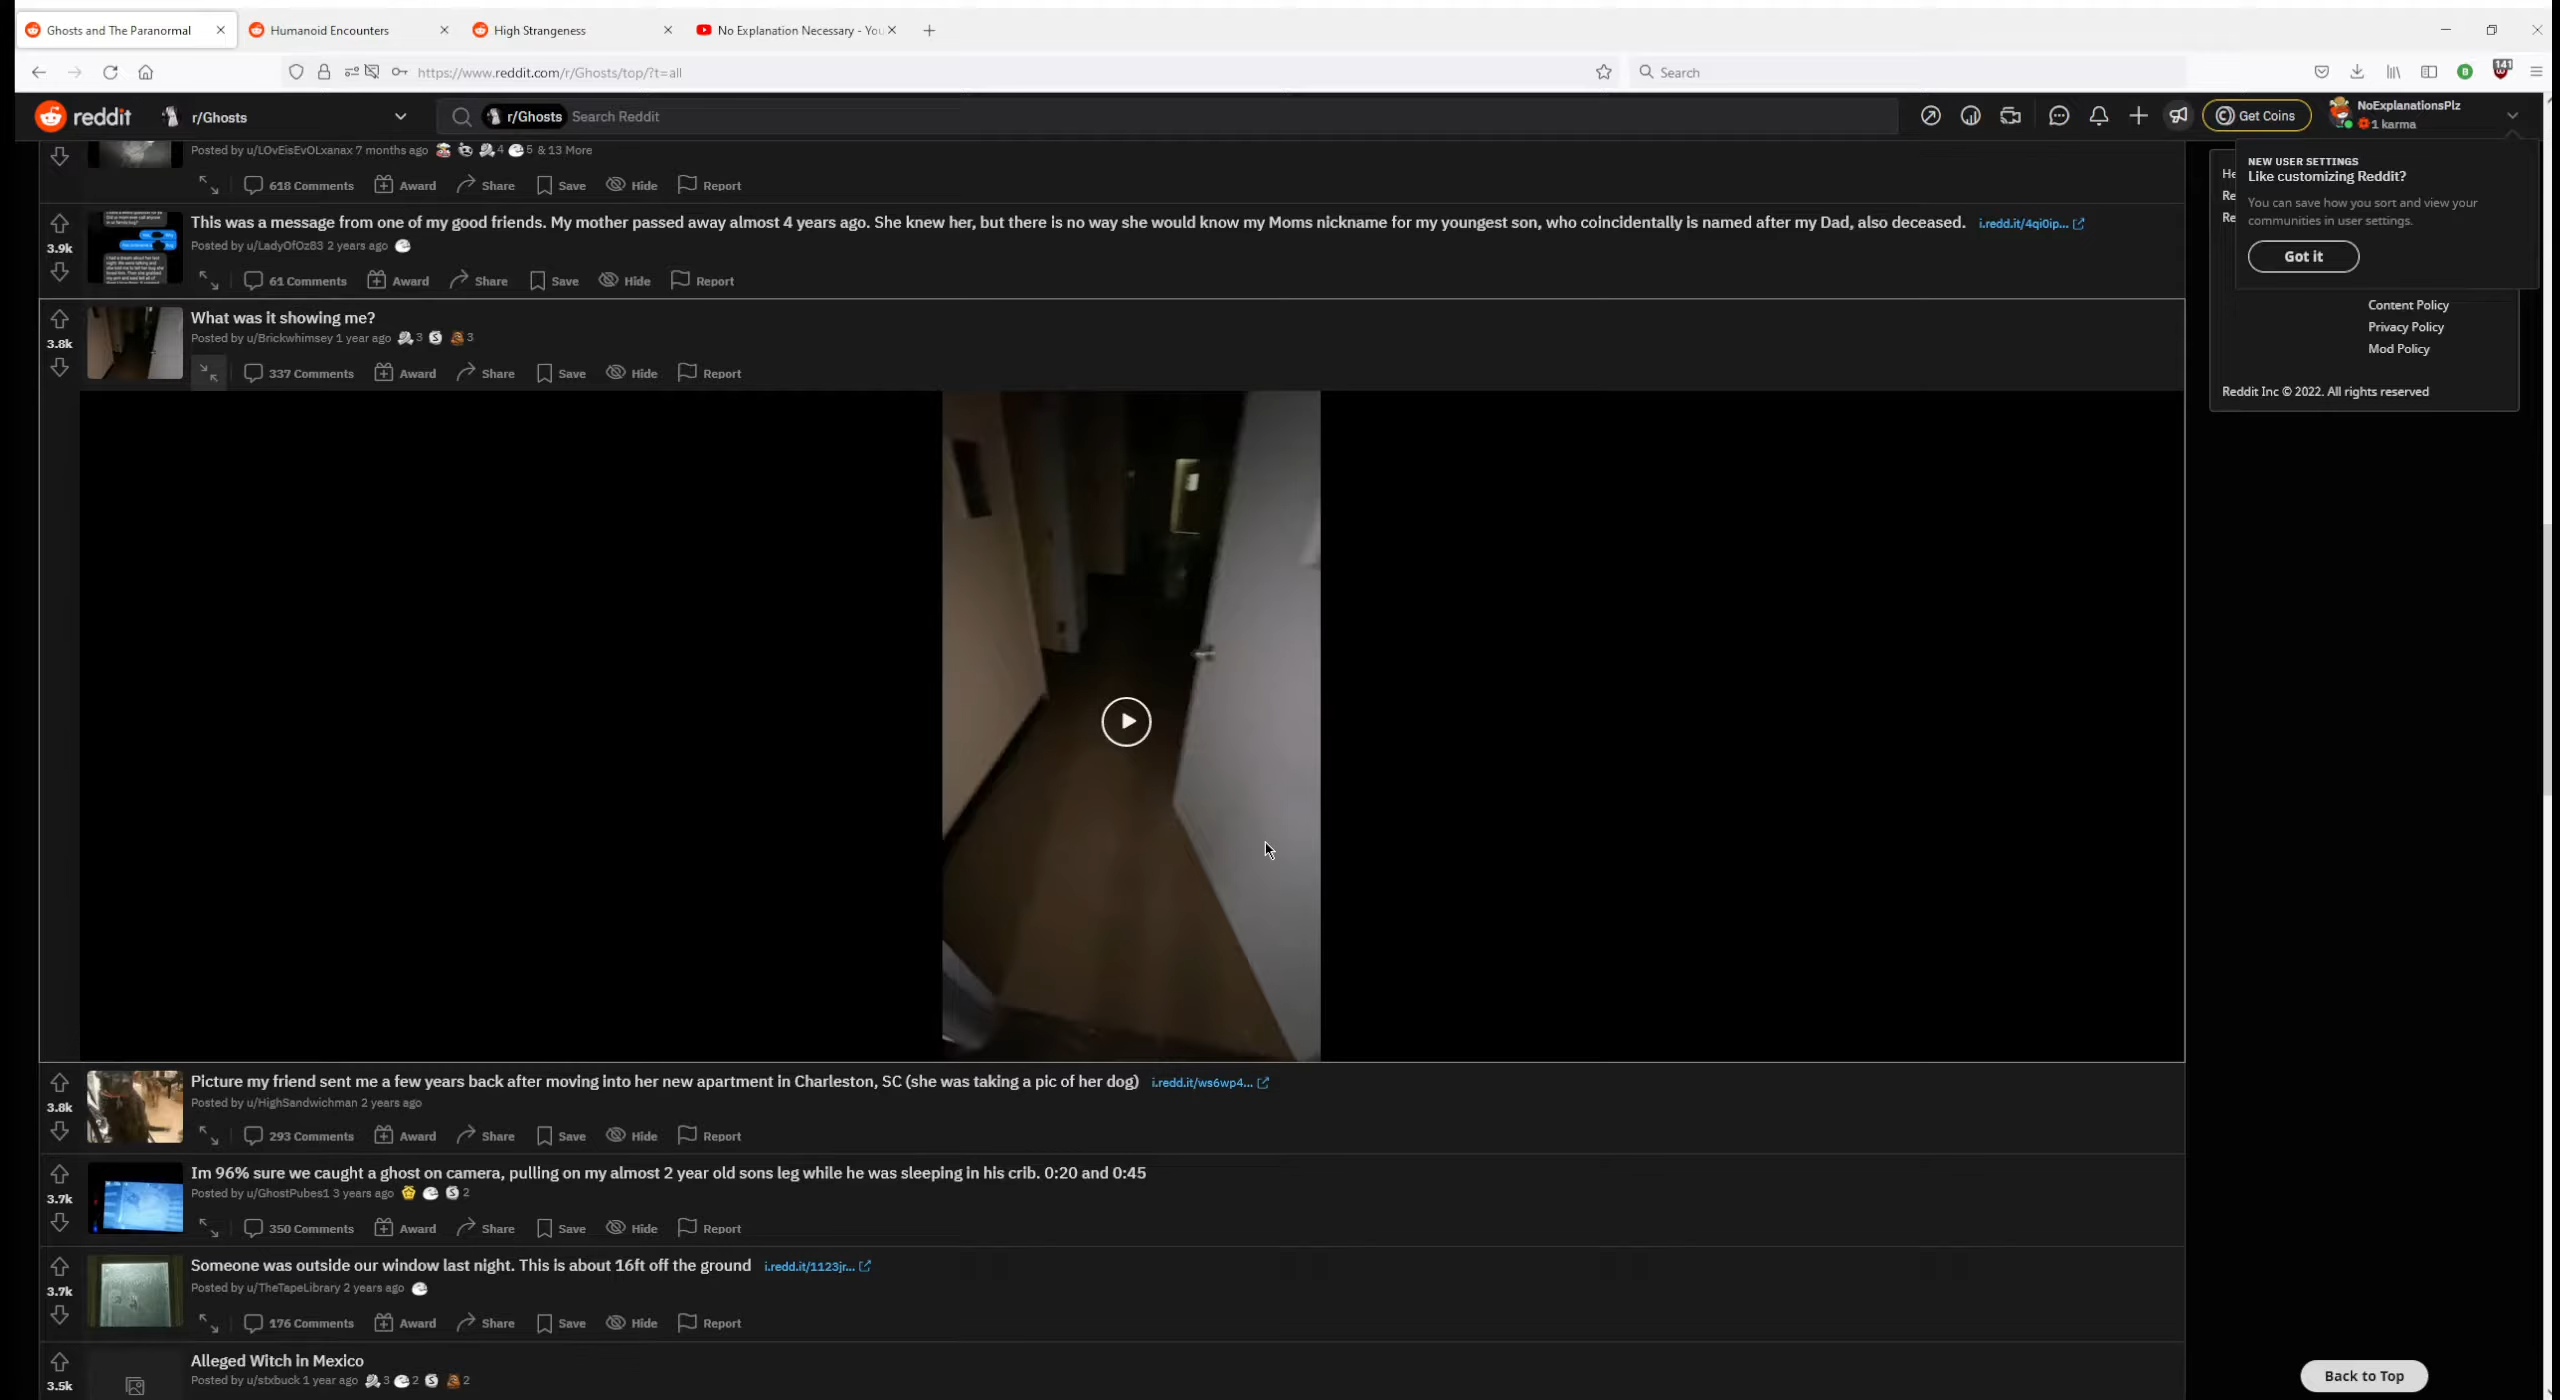 Ghosts and The Paranormal
Humanoid Encounters
High Strangeness
No Explanation Necessary - You
https://www.reddit.com/r/Ghosts/top/?t=all
Search
141
reddit
r/Ghosts
r/Ghosts Search Reddit
Get Coins
NoExplanationsPlz
1 karma
Posted by u/LOvEisEvOLxanax 7 months ago 4 5 & 13 More
618 Comments Award Share Save Hide Report
3.9k
This was a message from one of my good friends. My mother passed away almost 4 years ago. She knew her, but there is no way she would know my Moms nickname for my youngest son, who coincidentally is named after my Dad, also deceased. i.redd.it/4qi0ip...
Posted by u/LadyOfOz83 2 years ago
61 Comments Award Share Save Hide Report
3.8k
What was it showing me?
Posted by u/Brickwhimsey 1 year ago 3 3
337 Comments Award Share Save Hide Report
3.8k
Picture my friend sent me a few years back after moving into her new apartment in Charleston, SC (she was taking a pic of her dog) i.redd.it/ws6wp4...
Posted by u/HighSandwichman 2 years ago
293 Comments Award Share Save Hide Report
3.7k
Im 96% sure we caught a ghost on camera, pulling on my almost 2 year old sons leg while he was sleeping in his crib. 0:20 and 0:45
Posted by u/GhostPubes1 3 years ago 2
350 Comments Award Share Save Hide Report
3.7k
Someone was outside our window last night. This is about 16ft off the ground i.redd.it/1123jr...
Posted by u/TheTapeLibrary 2 years ago
176 Comments Award Share Save Hide Report
3.5k
Alleged Witch in Mexico
Posted by u/stxbuck 1 year ago 3 2 2
He
Re
Re
NEW USER SETTINGS
Like customizing Reddit?
You can save how you sort and view your
communities in user settings.
Got it
Content Policy
Privacy Policy
Mod Policy
Reddit Inc © 2022. All rights reserved
Back to Top